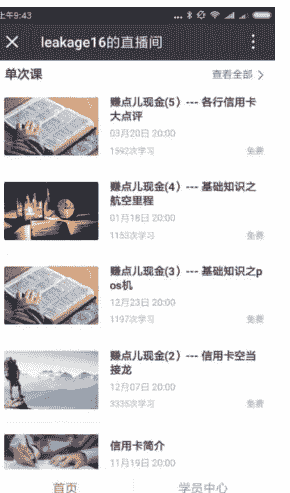 上午9:43
leakage16的直播间
单次课
查看全部
赚点儿现金(5）--- 各行信用卡
大点评
03月20日 20:00
1592次学习
免费
赚点儿现金(4）--- 基础知识之
航空里程
01月18日 20:00
1153次学习
免费
赚点儿现金(3）--- 基础知识之p
os机
12月23日 20:00
1197次学习
免费
赚点儿现金(2）--- 信用卡空当
接龙
12月07日 20:00
3335次学习
免费
信用卡简介
11月19日 20:00
首页
学员中心